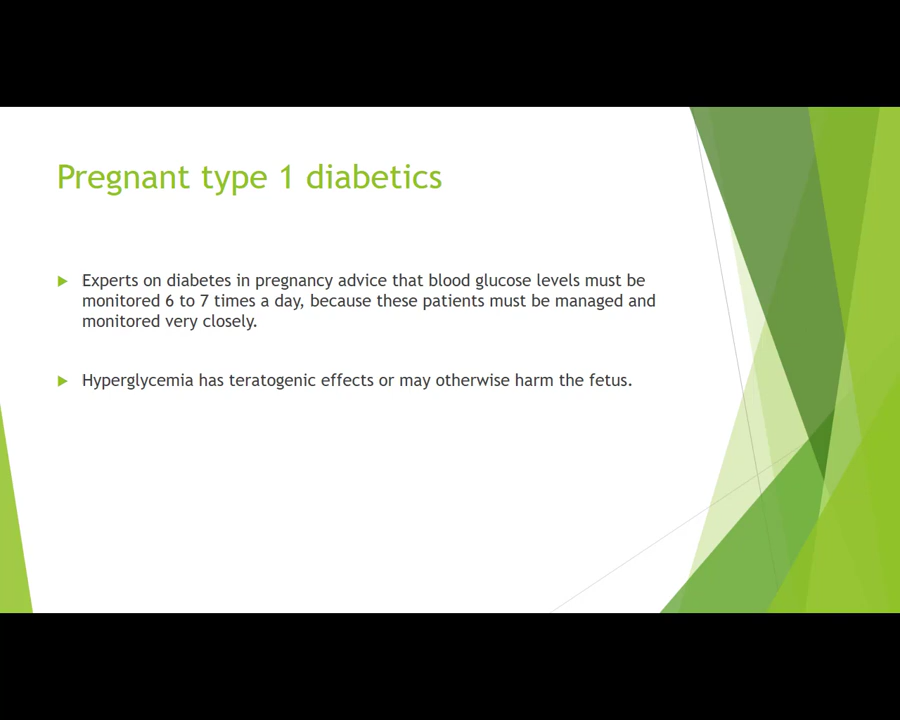 Pregnant type 1 diabetics
Experts on diabetes in pregnancy advice that blood glucose levels must be
monitored 6 to 7 times a day, because these patients must be managed and
monitored very closely.
Hyperglycemia has teratogenic effects or may otherwise harm the fetus.